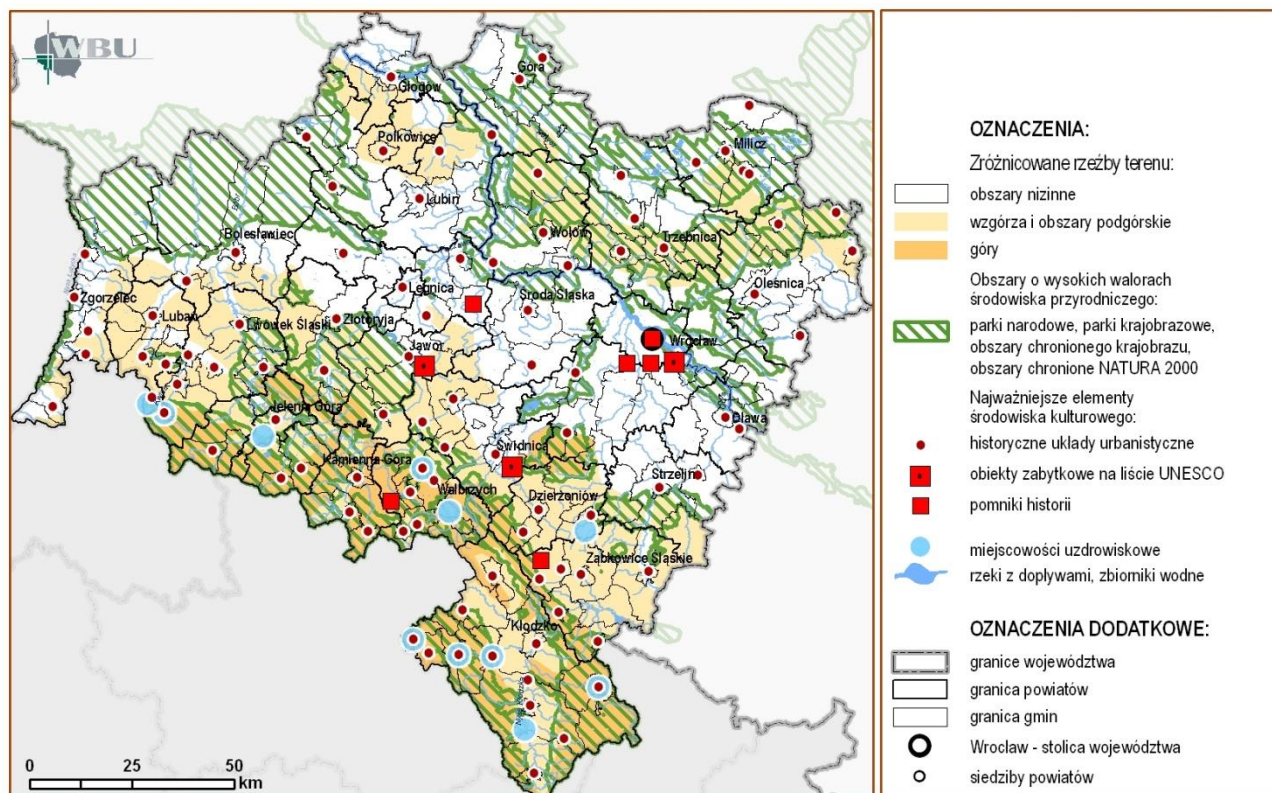 WBU
Góra
Głogów
Polkowice
Milicz
Lubin
Wołów
Trzebnica
Bolesławiec
Oleśnica
Zgorzelec
Legnica
Środa Śląska
Lubań
Lwówek Śląski
Złotoryja
Wrocław
Jawor
Jelenia Góra
Oława
Świdnica
Kamienna Góra
Strzelin
Wałbrzych
Dzierżoniów
Ząbkowice Śląskie
Kłodzko
0 25 50
km
OZNACZENIA:
Zróżnicowane rzeźby terenu:
obszary nizinne
wzgórza i obszary podgórskie
góry
Obszary o wysokich walorach
środowiska przyrodniczego:
parki narodowe, parki krajobrazowe,
obszary chronionego krajobrazu,
obszary chronione NATURA 2000
Najważniejsze elementy
środowiska kulturowego:
historyczne układy urbanistyczne
obiekty zabytkowe na liście UNESCO
pomniki historii
miejscowości uzdrowiskowe
rzeki z dopływami, zbiorniki wodne
OZNACZENIA DODATKOWE:
granice województwa
granica powiatów
granica gmin
Wrocław - stolica województwa
siedziby powiatów